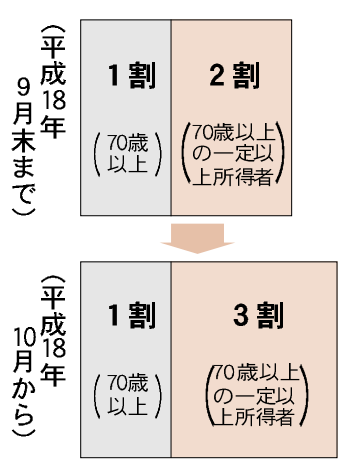 （平成18年
9月末まで）
1割
（70歳
以上）
2割
（70歳以上
の一定以
上所得者）
（平成18年
10月から）
1割
（70歳
以上）
3割
（70歳以上
の一定以
上所得者）